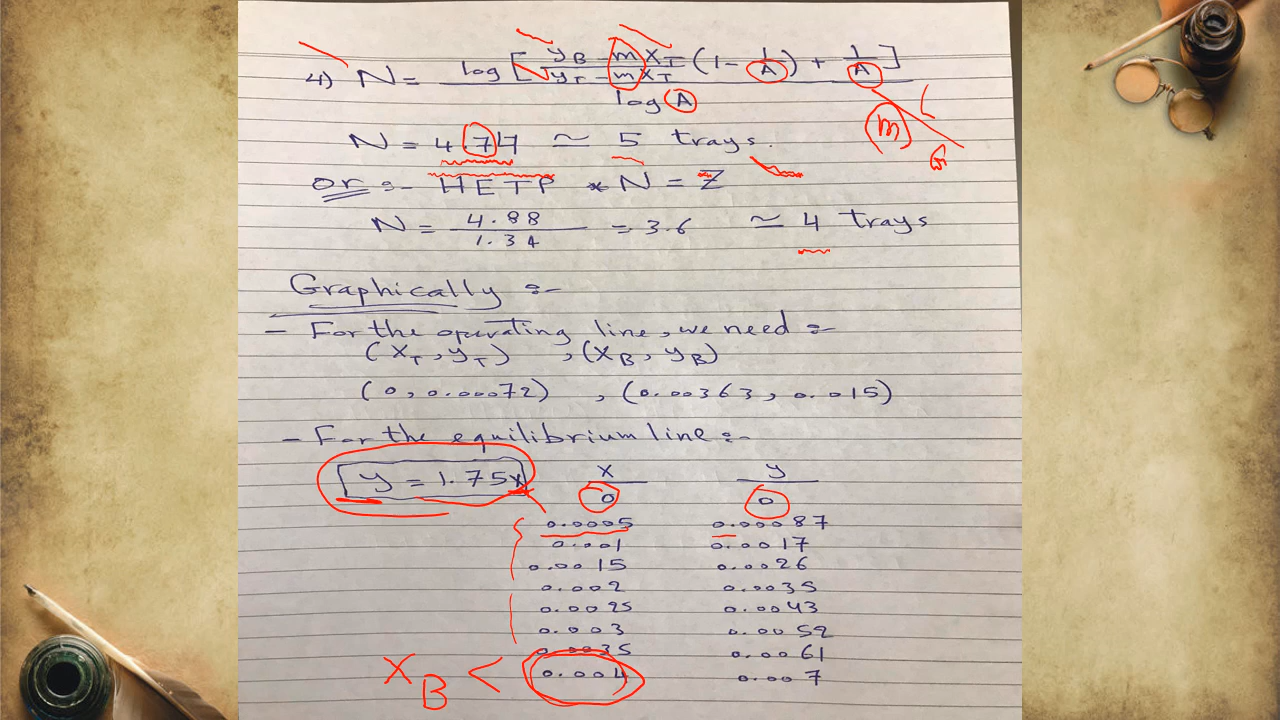 4) N = log [ (yB - m xT / yT - m xT) (1 - 1/A) + 1/A ] / log A
L
m G
N = 4.74 ≃ 5 trays.
or :- HETP * N = Z
N = 4.88 / 1.34 = 3.6 ≃ 4 trays
Graphically :-
- For the operating line, we need :-
(xT, yT) , (xB, yB)
(0, 0.00072) , (0.00363, 0.015)
- For the equilibrium line :-
y = 1.75x
x y
0 0
0.0005 0.00087
0.001 0.0017
0.0015 0.0026
0.002 0.0035
0.0025 0.0043
0.003 0.0052
0.0035 0.0061
0.004 0.007
XB <